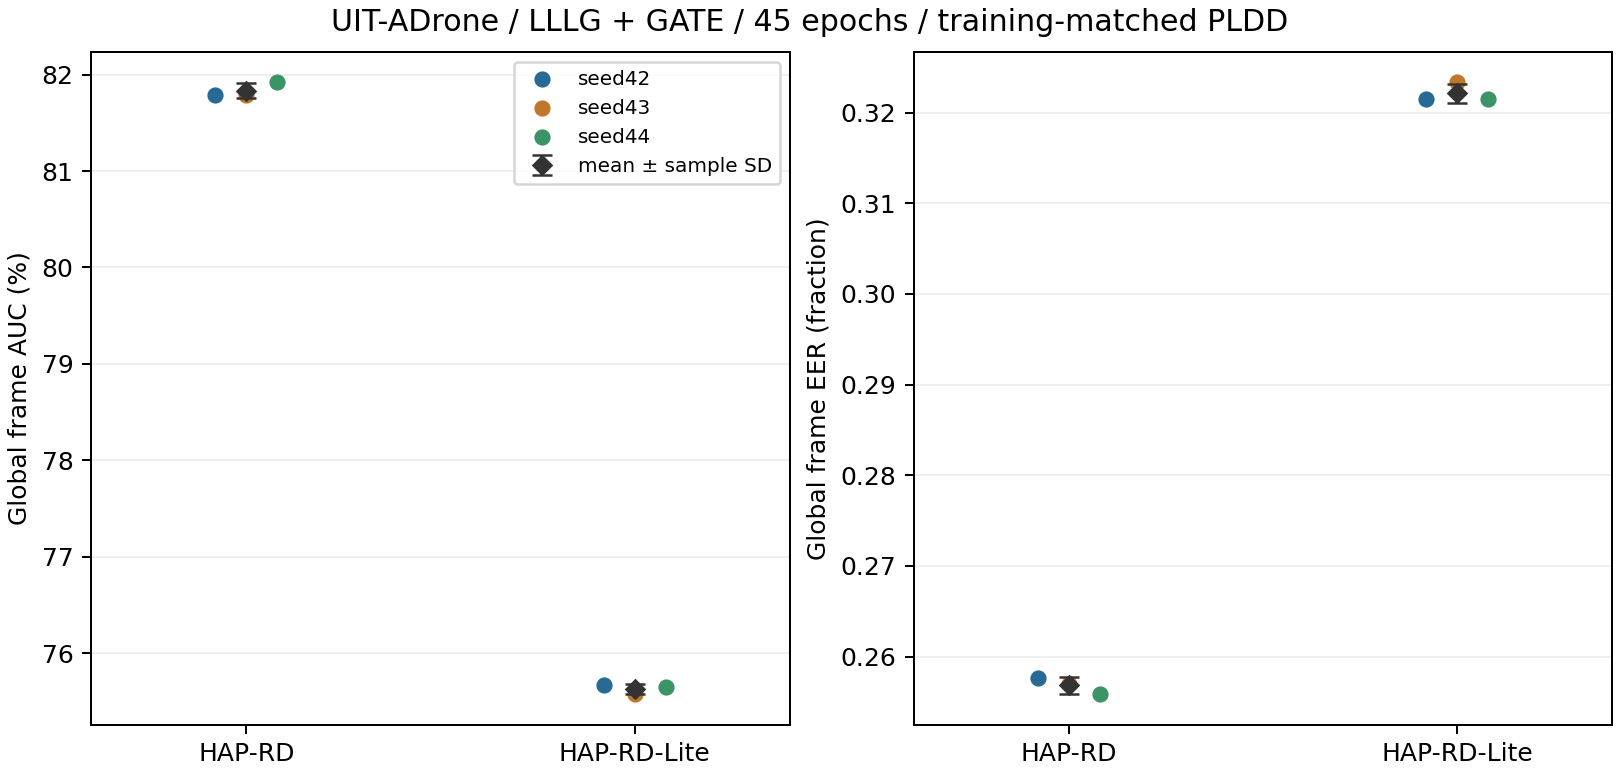 UIT-ADrone / LLLG + GATE / 45 epochs / training-matched PLDD
Global frame AUC (%)
82
81
80
79
78
77
76
seed42
seed43
seed44
mean ± sample SD
HAP-RD
HAP-RD-Lite
Global frame EER (fraction)
0.32
0.31
0.30
0.29
0.28
0.27
0.26
HAP-RD
HAP-RD-Lite